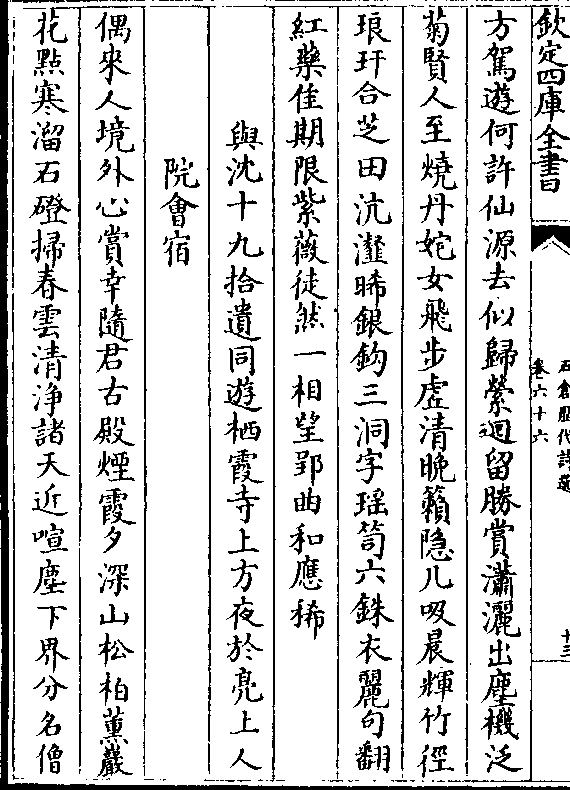 欽定四庫全書
石倉歷代詩選
卷六十六
十三
方駕遊何許仙源去似歸縈迴留勝賞瀟灑出塵機泛
菊賢人至燒丹姹女飛步虛清晚籟隐几吸晨輝竹徑
琅玕合芝田沆瀣晞銀鈎三洞字瑶笥六銖衣麗句翻
紅藥佳期限紫薇徒然一相望郢曲和應稀
與沈十九拾遺同遊栖霞寺上方夜於亮上人
院會宿
偶來人境外心賞幸隨君古殿煙霞夕深山松柏薰巖
花點寒溜石磴掃春雲清淨諸天近喧塵下界分名僧